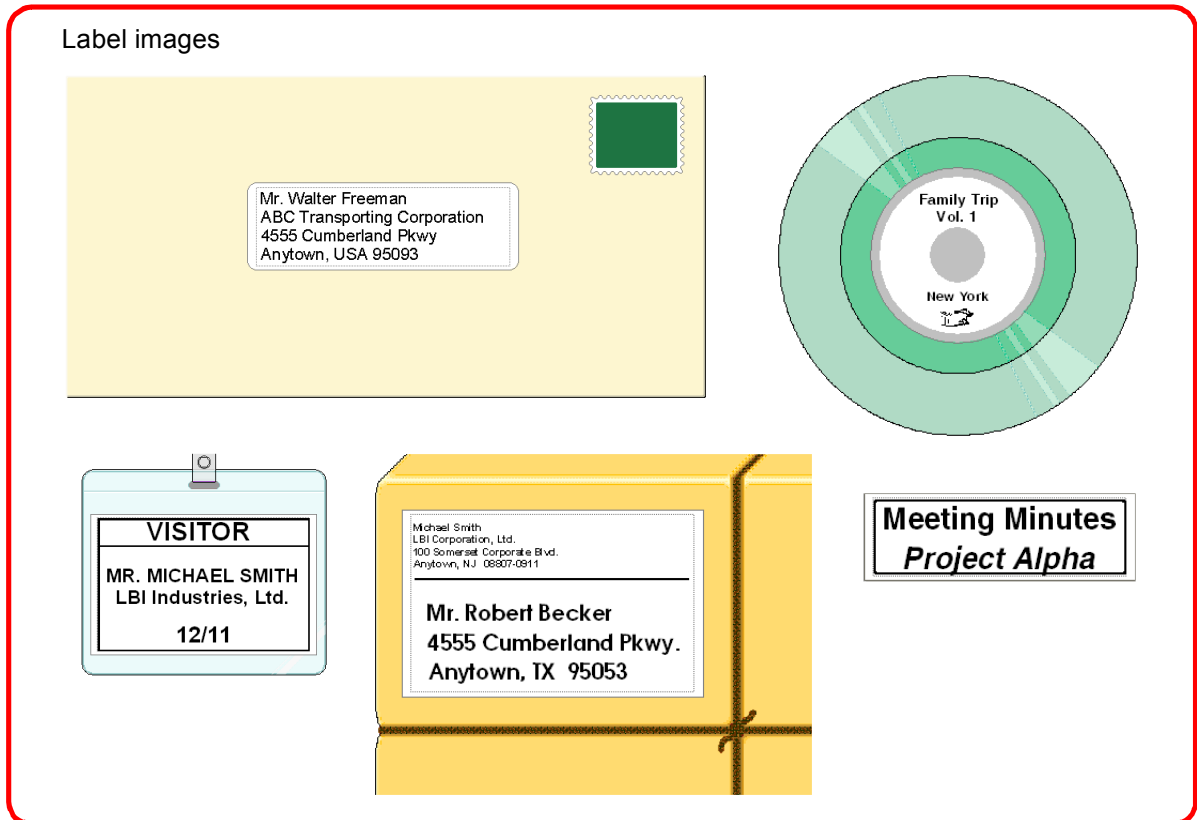 Label images
Mr. Walter Freeman
ABC Transporting Corporation
4555 Cumberland Pkwy
Anytown, USA 95093
Family Trip
Vol. 1
New York
VISITOR
MR. MICHAEL SMITH
LBI Industries, Ltd.
12/11
Michael Smith
LBI Corporation, Ltd.
100 Somerset Corporate Blvd.
Anytown, NJ 08807-0911
Mr. Robert Becker
4555 Cumberland Pkwy.
Anytown, TX 95053
Meeting Minutes
Project Alpha